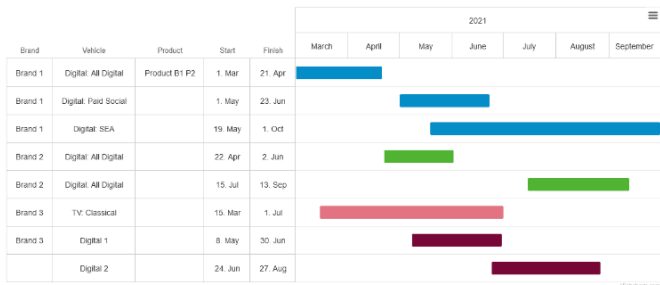 2021
Brand Vehicle Product Start Finish March April May June July August September
Brand 1 Digital: All Digital Product B1 P2 1. Mar 21. Apr
Brand 1 Digital: Paid Social 1. May 23. Jun
Brand 1 Digital: SEA 19. May 1. Oct
Brand 2 Digital: All Digital 22. Apr 2. Jun
Brand 2 Digital: All Digital 15. Jul 13. Sep
Brand 3 TV: Classical 15. Mar 1. Jul
Brand 3 Digital 1 8. May 30. Jun
Digital 2 24. Jun 27. Aug